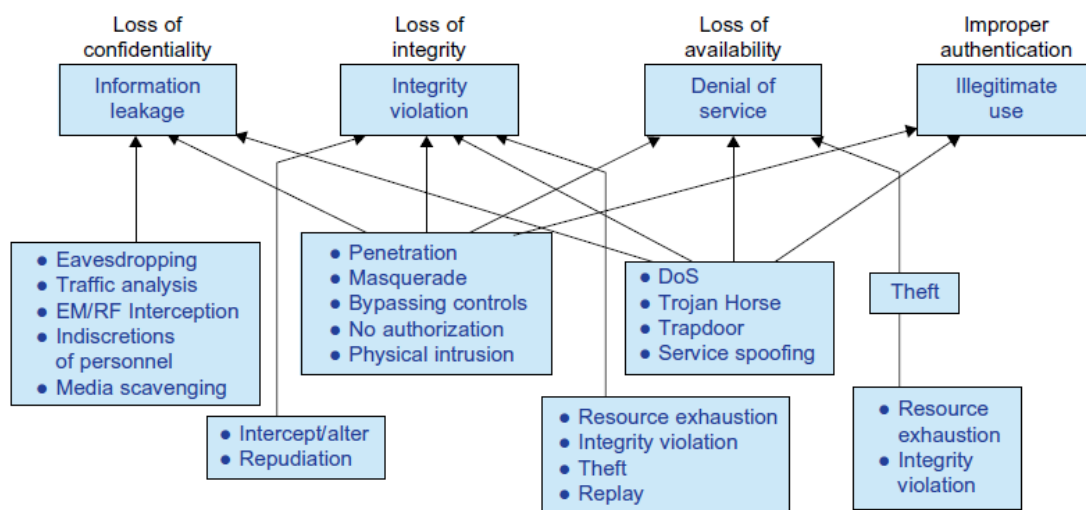 Loss of
confidentiality
Loss of
integrity
Loss of
availability
Improper
authentication
Information
leakage
Integrity
violation
Denial of
service
Illegitimate
use
● Eavesdropping
● Traffic analysis
● EM/RF Interception
● Indiscretions
of personnel
● Media scavenging
● Penetration
● Masquerade
● Bypassing controls
● No authorization
● Physical intrusion
● DoS
● Trojan Horse
● Trapdoor
● Service spoofing
Theft
● Intercept/alter
● Repudiation
● Resource exhaustion
● Integrity violation
● Theft
● Replay
● Resource
exhaustion
● Integrity
violation